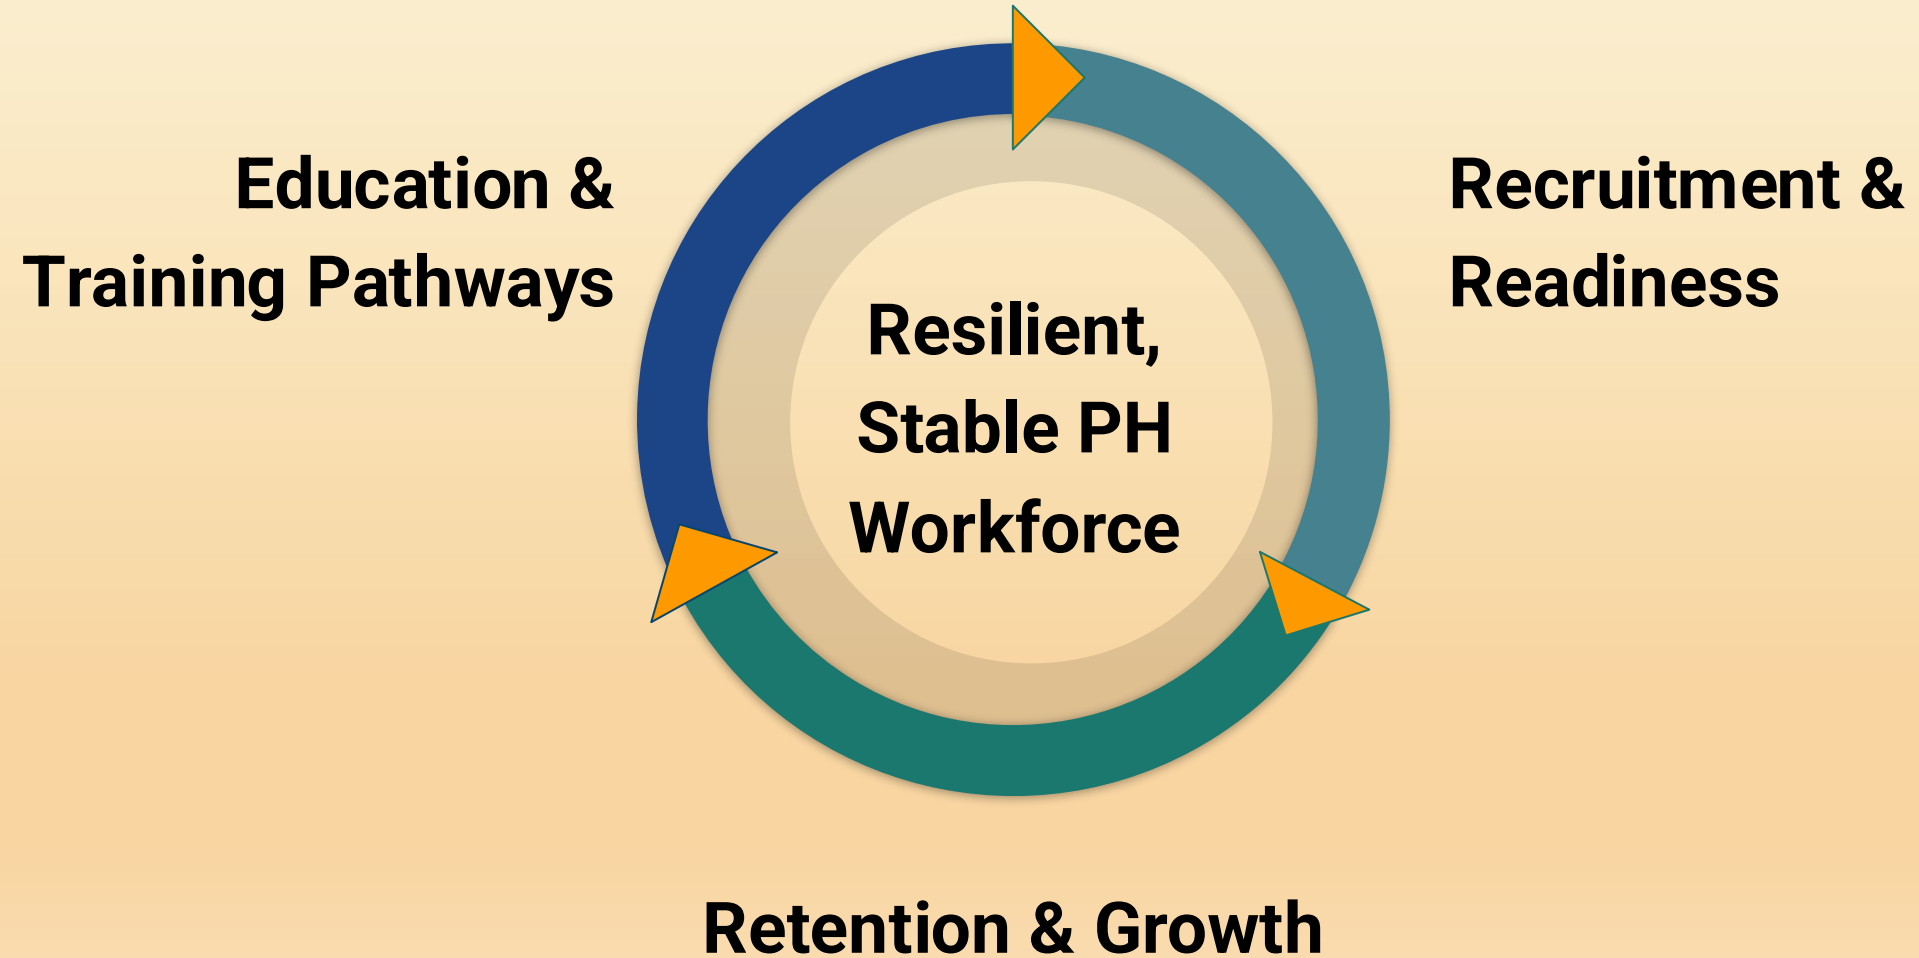 Education &
Training Pathways
Recruitment &
Readiness
Resilient,
Stable PH
Workforce
Retention & Growth